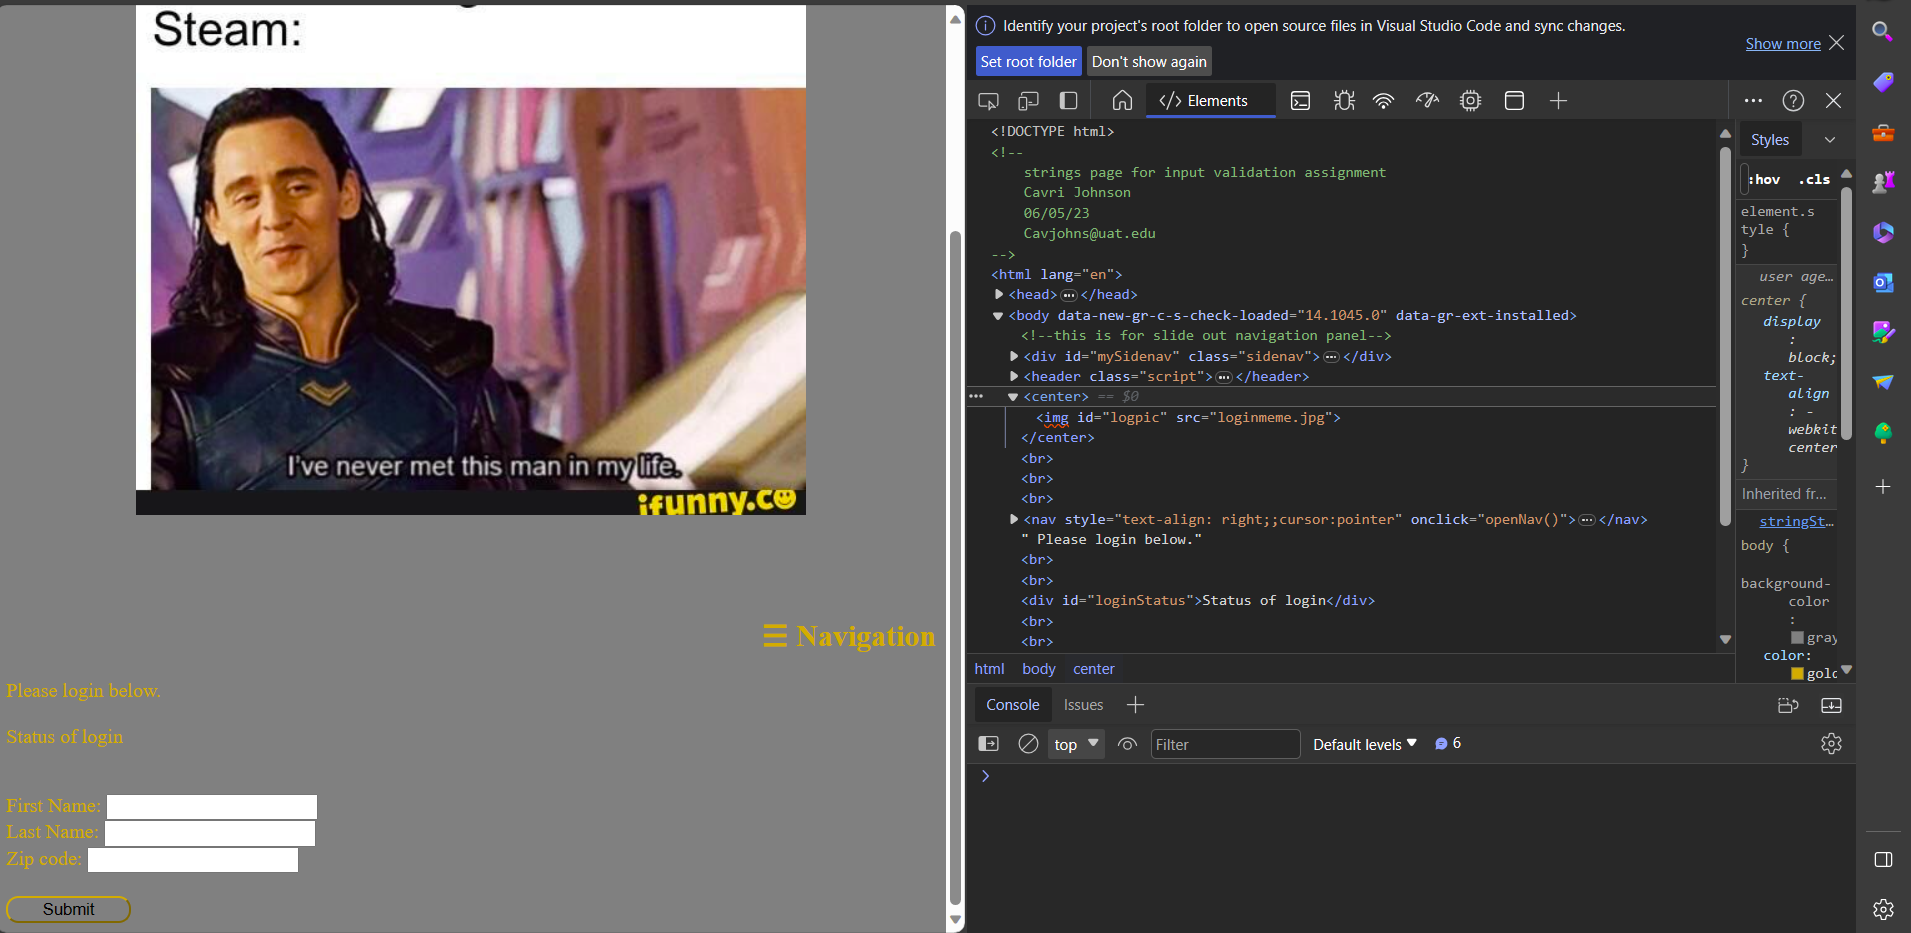 Steam:
I've never met this man in my life.
ifunny.co
☰ Navigation
Please login below.
Status of login
First Name:
Last Name:
Zip code:
Submit
Identify your project's root folder to open source files in Visual Studio Code and sync changes.
Set root folder
Don't show again
Show more
</> Elements
<!DOCTYPE html>
<!--
strings page for input validation assignment
Cavri Johnson
06/05/23
Cavjohns@uat.edu
-->
<html lang="en">
<head>…</head>
<body data-new-gr-c-s-check-loaded="14.1045.0" data-gr-ext-installed>
<!--this is for slide out navigation panel-->
<div id="mySidenav" class="sidenav">…</div>
<header class="script">…</header>
<center> == $0
<img id="logpic" src="loginmeme.jpg">
</center>
<br>
<br>
<br>
<nav style="text-align: right;;cursor:pointer" onclick="openNav()">…</nav>
" Please login below."
<br>
<br>
<div id="loginStatus">Status of login</div>
<br>
<br>
html body center
Styles
:hov .cls
element.s
tyle {
}
user age…
center {
display
:
block;
text-
align
: -
webkit
center
}
Inherited fr…
stringSt…
body {
background-
color
:
gray
color:
gold
Console Issues
top
Filter
Default levels
6